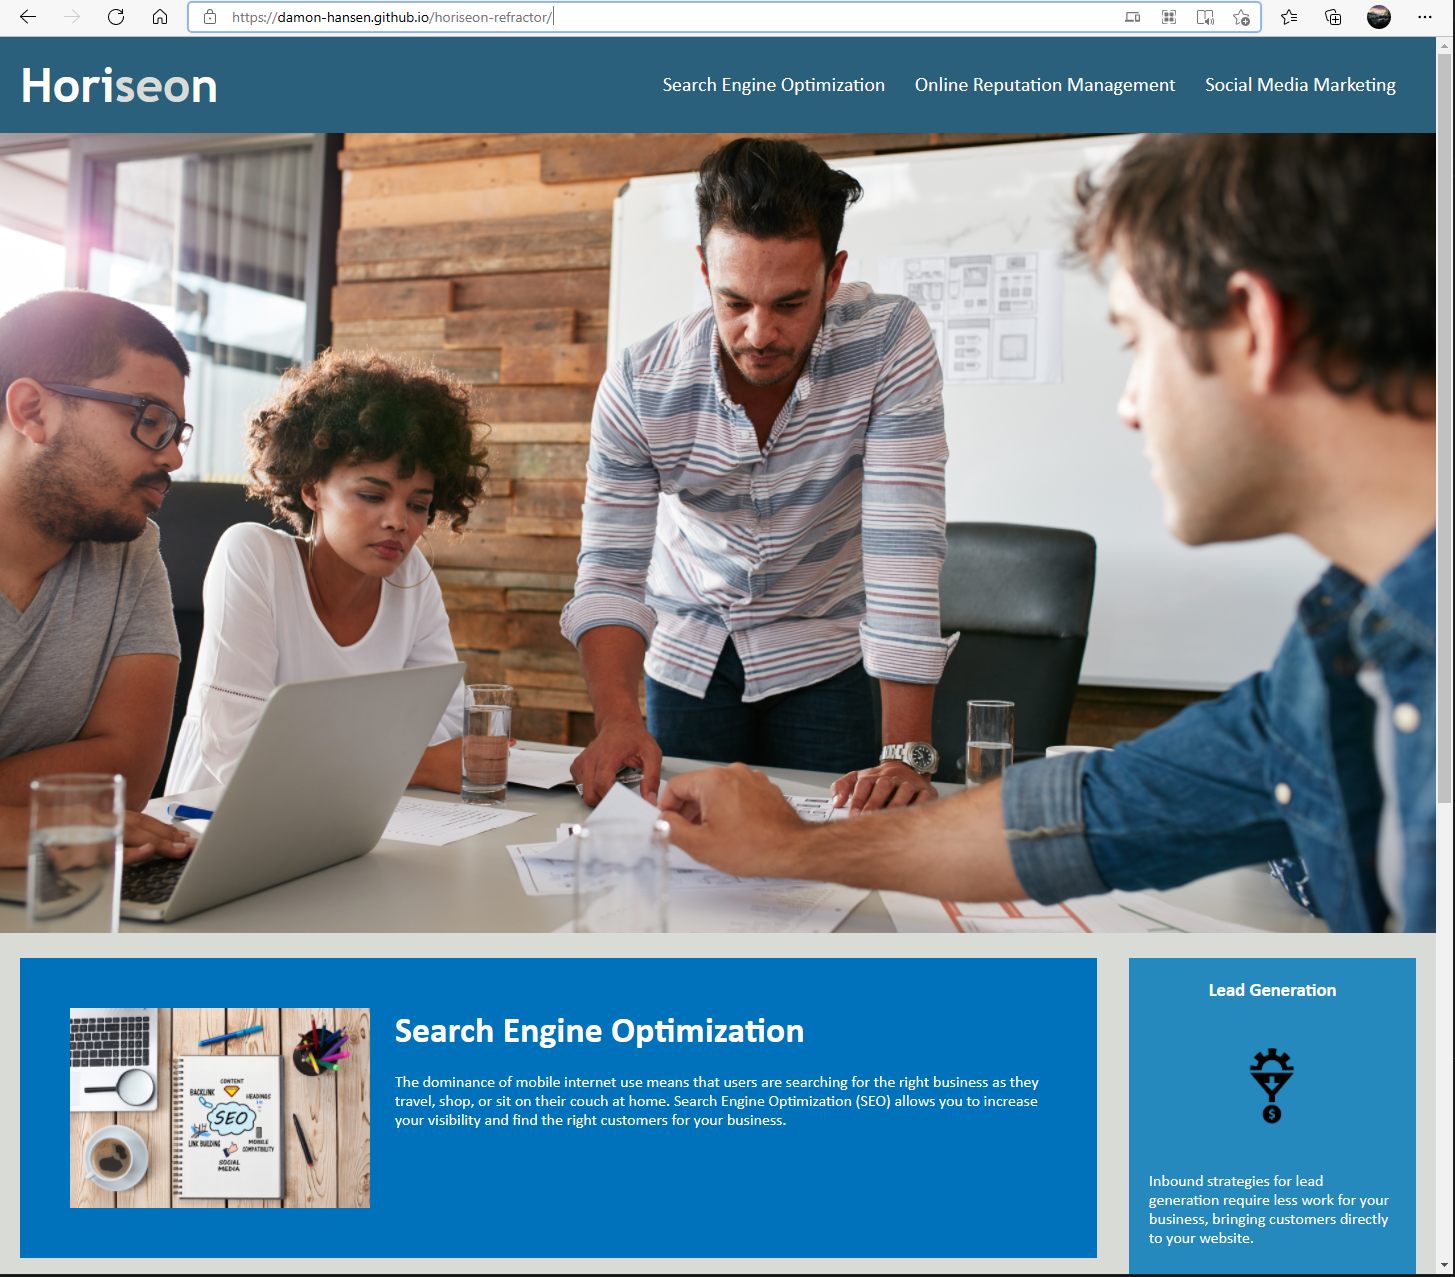 https://damon-hansen.github.io/horiseon-refractor/
Horiseon
Search Engine Optimization Online Reputation Management Social Media Marketing
Search Engine Optimization
The dominance of mobile internet use means that users are searching for the right business as they
travel, shop, or sit on their couch at home. Search Engine Optimization (SEO) allows you to increase
your visibility and find the right customers for your business.
CONTENT
BACKLINK
HEADINGS
SEO
LINK BUILDING
MOBILE
COMPATIBILITY
SOCIAL
MEDIA
Lead Generation
$
Inbound strategies for lead
generation require less work for your
business, bringing customers directly
to your website.